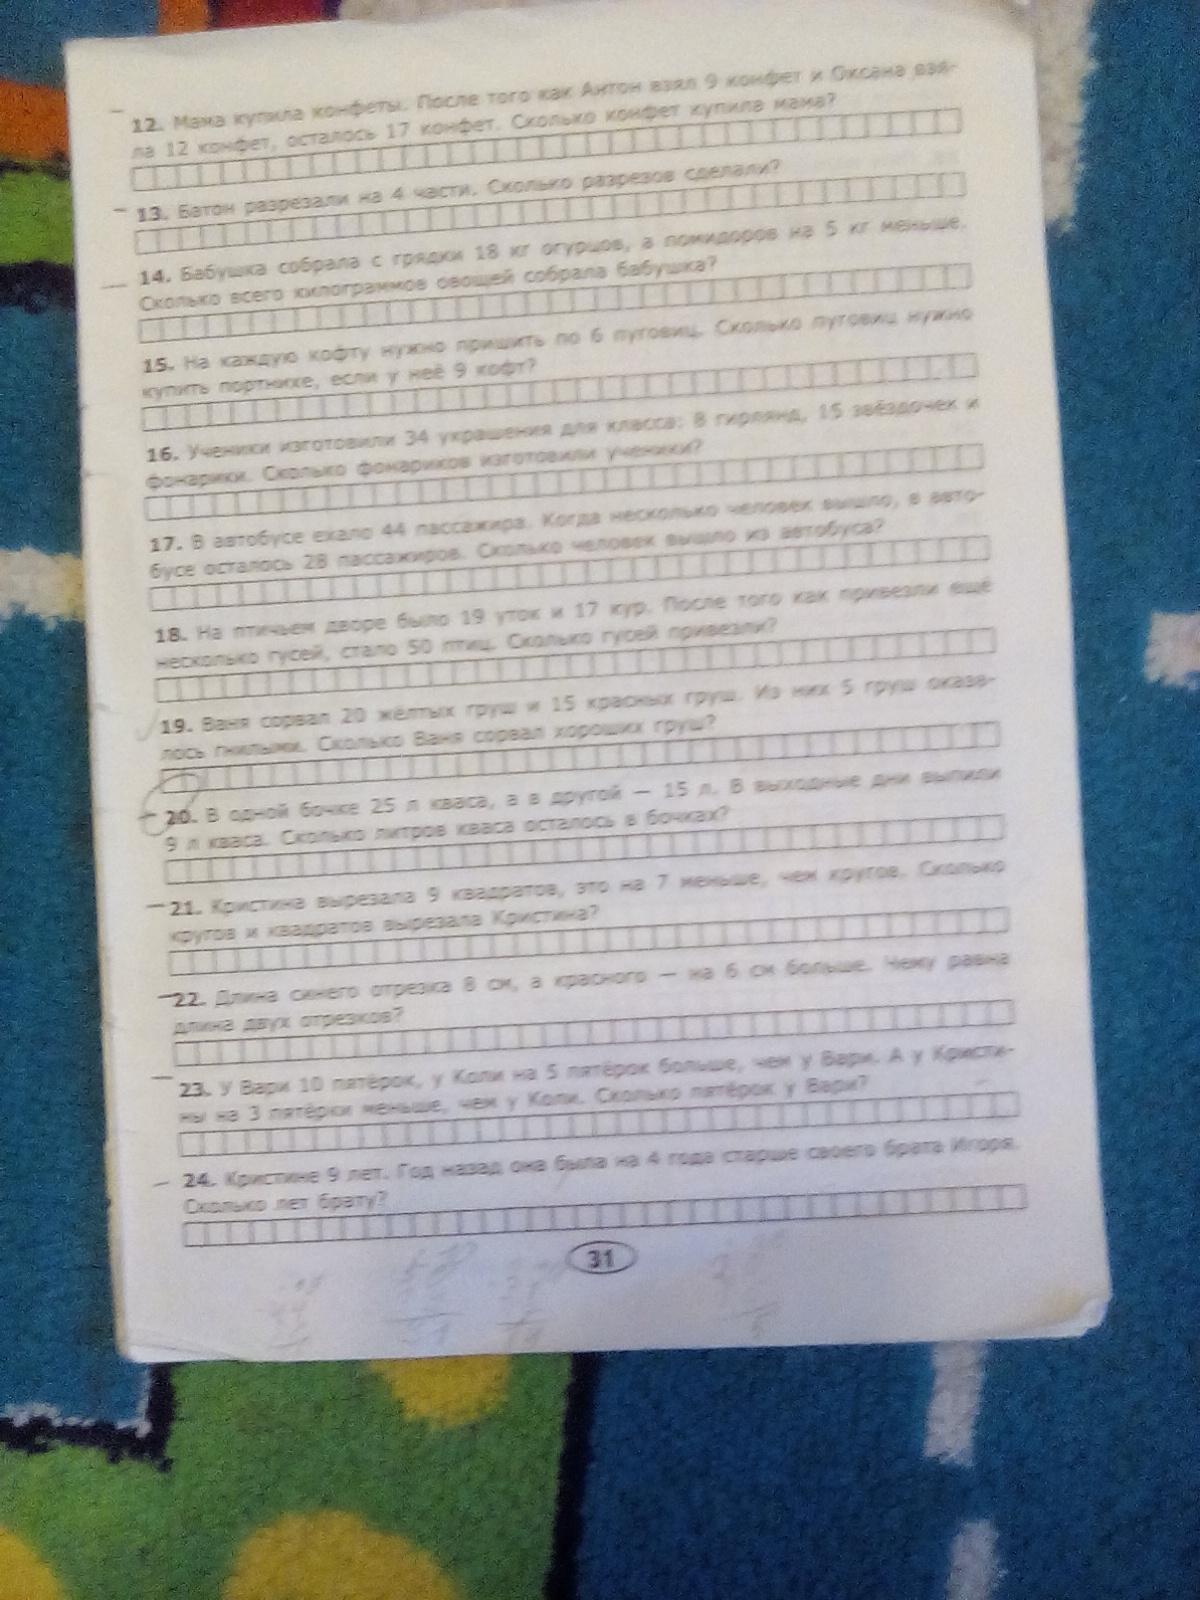 12. Мама купила конфеты. После того как Антон взял 9 конфет и Оксана взя-
ла 12 конфет, осталось 17 конфет. Сколько конфет купила мама?
13. Батон разрезали на 4 части. Сколько разрезов сделали?
14. Бабушка собрала с грядки 18 кг огурцов, а помидоров на 5 кг меньше.
Сколько всего килограммов овощей собрала бабушка?
15. На каждую кофту нужно пришить по 6 пуговиц. Сколько пуговиц нужно
купить портнихе, если у неё 9 кофт?
16. Ученики изготовили 34 украшения для класса: 8 гирлянд, 15 звёздочек и
фонарики. Сколько фонариков изготовили ученики?
17. В автобусе ехало 44 пассажира. Когда несколько человек вышло, в авто-
бусе осталось 28 пассажиров. Сколько человек вышло из автобуса?
18. На птичьем дворе было 19 уток и 17 кур. После того как привезли ещё
несколько гусей, стало 50 птиц. Сколько гусей привезли?
19. Ваня сорвал 20 жёлтых груш и 15 красных груш. Из них 5 груш оказа-
лось гнилыми. Сколько Ваня сорвал хороших груш?
20. В одной бочке 25 л кваса, а в другой — 15 л. В выходные дни выпили
9 л кваса. Сколько литров кваса осталось в бочках?
21. Кристина вырезала 9 квадратов, это на 7 меньше, чем кругов. Сколько
кругов и квадратов вырезала Кристина?
22. Длина синего отрезка 8 см, а красного — на 6 см больше. Чему равна
длина двух отрезков?
23. У Вари 10 пятёрок, у Коли на 5 пятёрок больше, чем у Вари. А у Кристи-
ны на 3 пятёрки меньше, чем у Коли. Сколько пятёрок у Вари?
24. Кристине 9 лет. Год назад она была на 4 года старше своего брата Игоря.
Сколько лет брату?
31